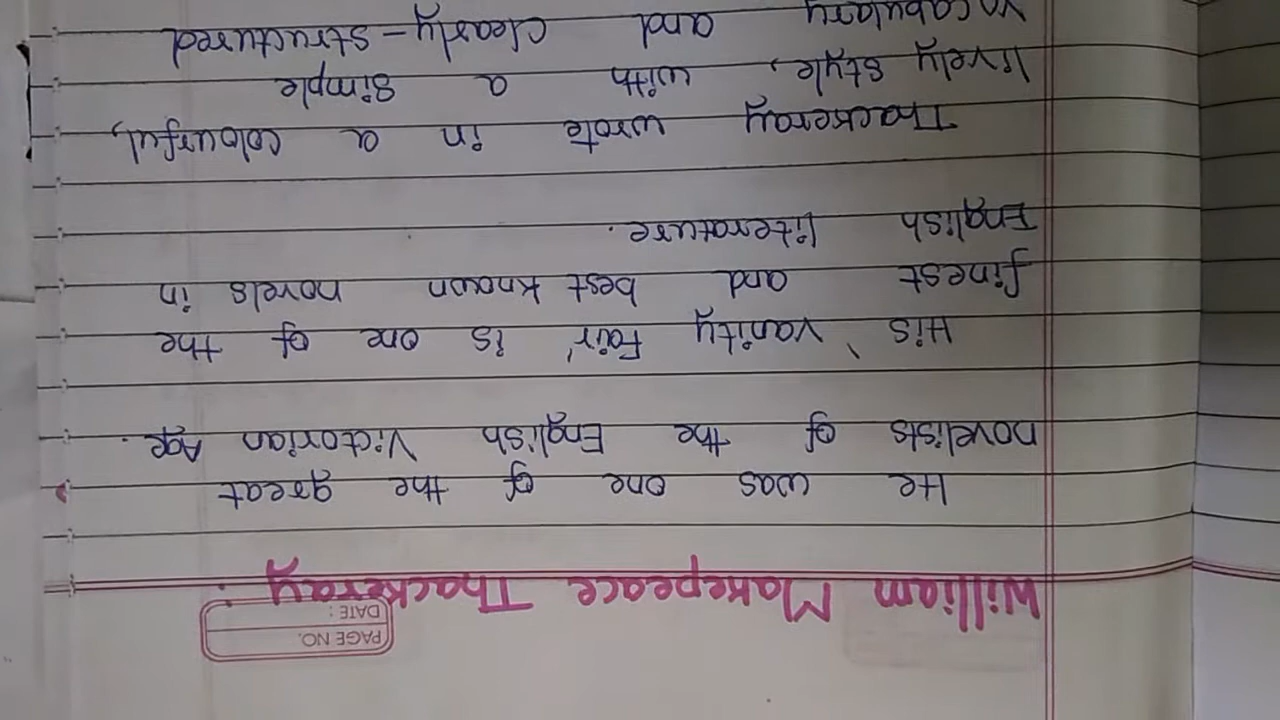 PAGE NO.
DATE:
William Makepeace Thackeray.
He was one of the great
novelists of the English Victorian Age.
His 'Vanity Fair' is one of the
finest and best known novels in
English literature.
Thackeray wrote in a colourful,
lively style, with a simple
vocabulary and clearly-structured